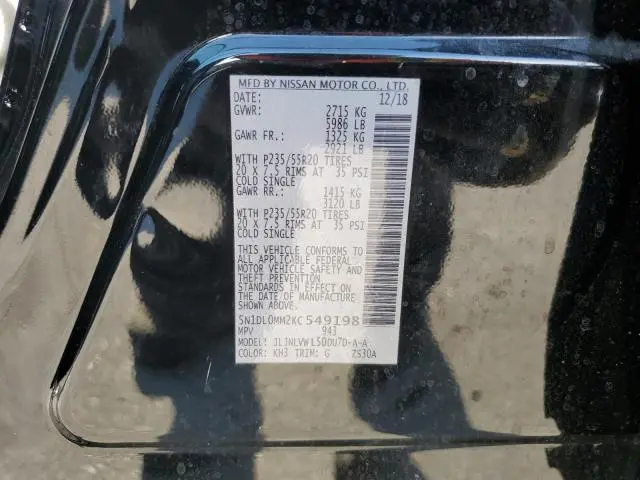 MFD BY NISSAN MOTOR CO., LTD.
DATE: 12/18
GVWR: 2715 KG
5986 LB
GAWR FR.: 1325 KG
2921 LB
WITH P235/55R20 TIRES
20 x 7.5 RIMS AT 35 PSI
COLD SINGLE
GAWR RR.: 1415 KG
3120 LB
WITH P235/55R20 TIRES
20 x 7.5 RIMS AT 35 PSI
COLD SINGLE
THIS VEHICLE CONFORMS TO
ALL APPLICABLE FEDERAL
MOTOR VEHICLE SAFETY AND
THEFT PREVENTION
STANDARDS IN EFFECT ON
THE DATE OF MANUFACTURE
SHOWN ABOVE.
5N1DL0MM2KC549198
MPV 943
MODEL: JL3NLVWL50UU7D-A-A
COLOR: KH3 TRIM: G ZS30A